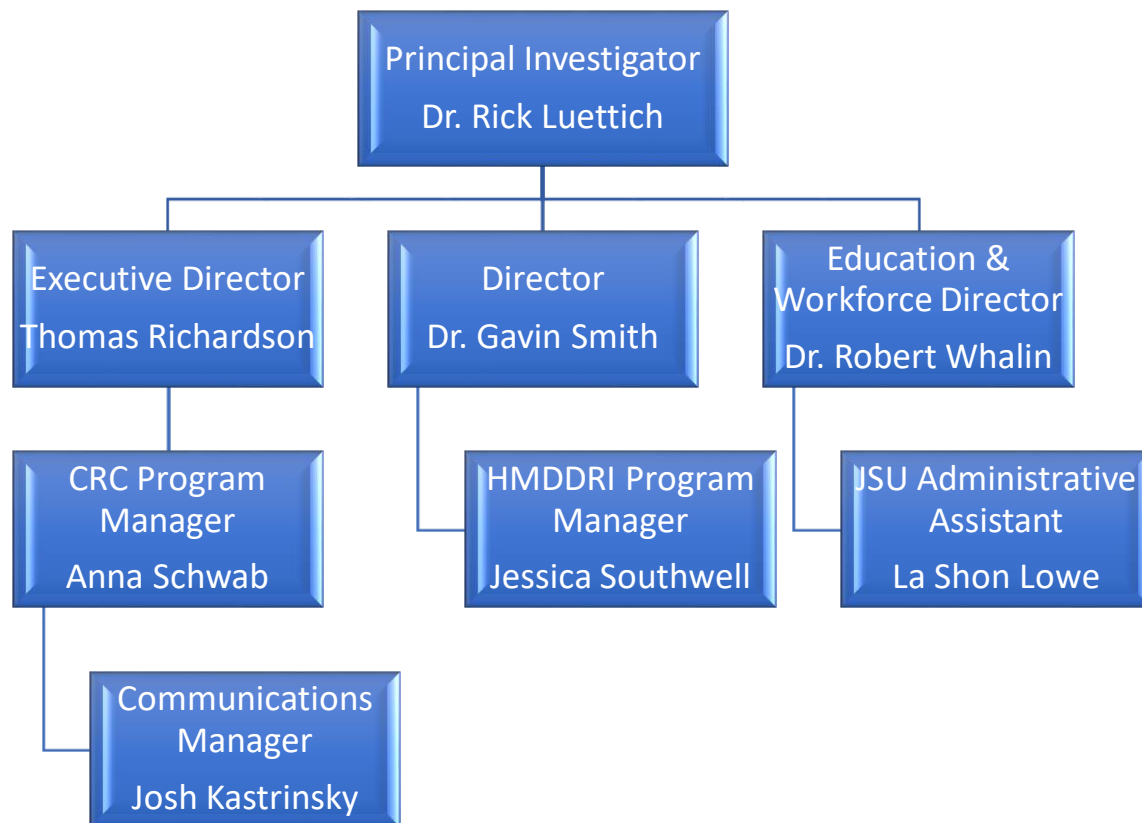 Principal Investigator
Dr. Rick Luettich
Executive Director
Thomas Richardson
Director
Dr. Gavin Smith
Education &
Workforce Director
Dr. Robert Whalin
CRC Program
Manager
Anna Schwab
HMDDRI Program
Manager
Jessica Southwell
JSU Administrative
Assistant
La Shon Lowe
Communications
Manager
Josh Kastrinsky